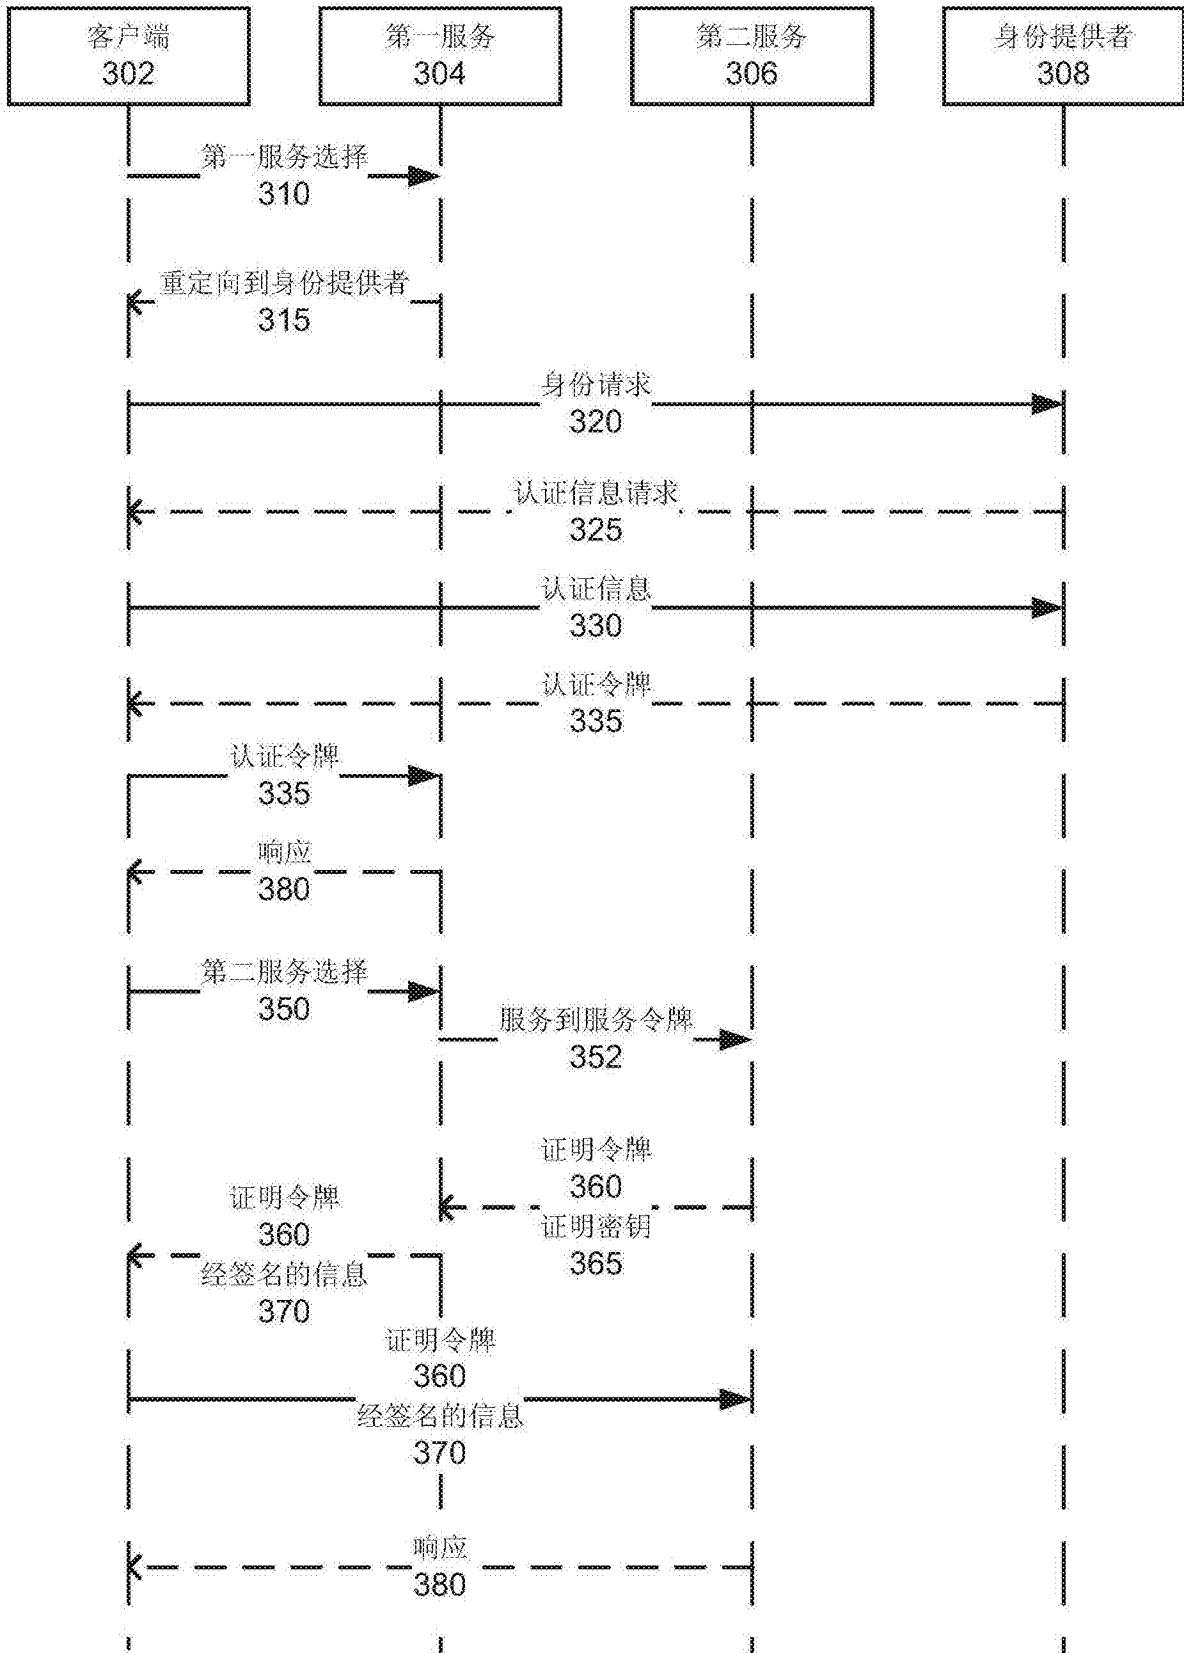 客户端
302
第一服务
304
第二服务
306
身份提供者
308
第一服务选择
310
重定向到身份提供者
315
身份请求
320
认证信息请求
325
认证信息
330
认证令牌
335
认证令牌
335
响应
380
第二服务选择
350
服务到服务令牌
352
证明令牌
360
证明密钥
365
证明令牌
360
经签名的信息
370
证明令牌
360
经签名的信息
370
响应
380